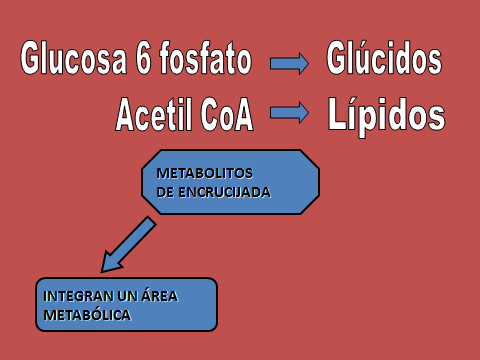 Glucosa 6 fosfato Glúcidos
Acetil CoA Lípidos
METABOLITOS
DE ENCRUCIJADA
INTEGRAN UN ÁREA
METABÓLICA